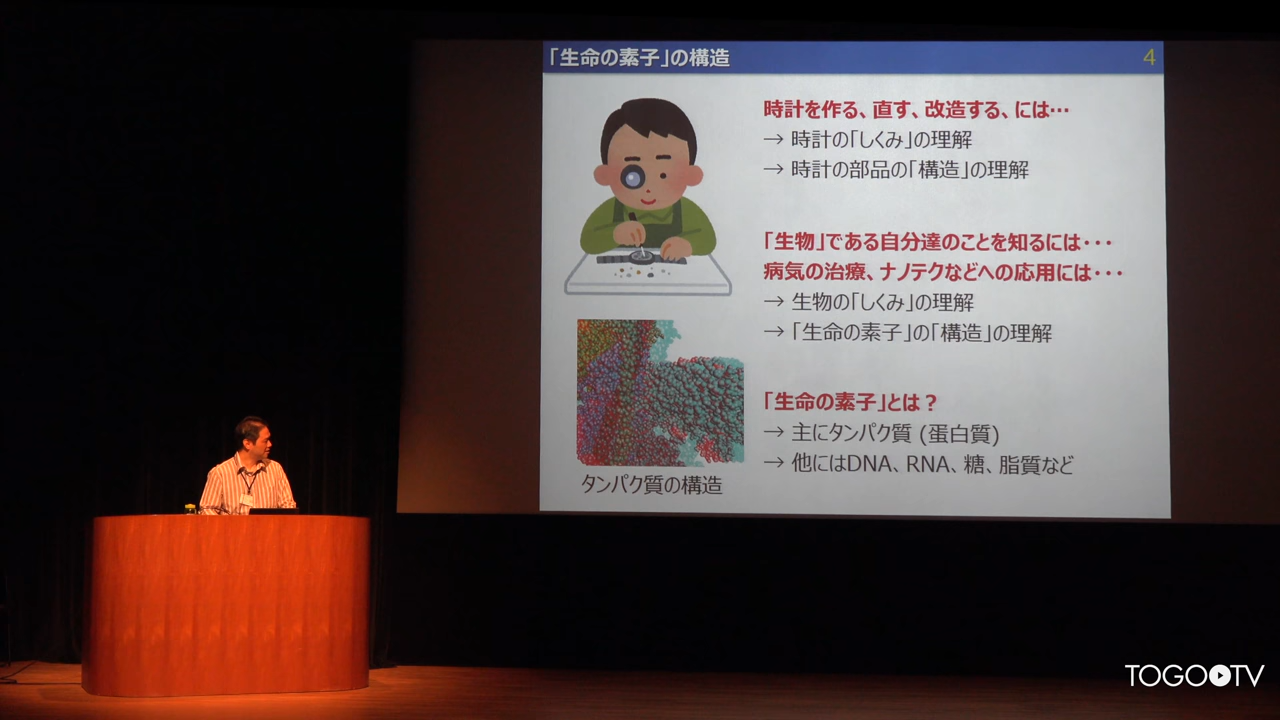 「生命の素子」の構造
4
時計を作る、直す、改造する、には…
→ 時計の「しくみ」の理解
→ 時計の部品の「構造」の理解
「生物」である自分達のことを知るには・・・
病気の治療、ナノテクなどへの応用には・・・
→ 生物の「しくみ」の理解
→ 「生命の素子」の「構造」の理解
「生命の素子」とは？
→ 主にタンパク質 (蛋白質)
→ 他にはDNA、RNA、糖、脂質など
タンパク質の構造
TOGO TV